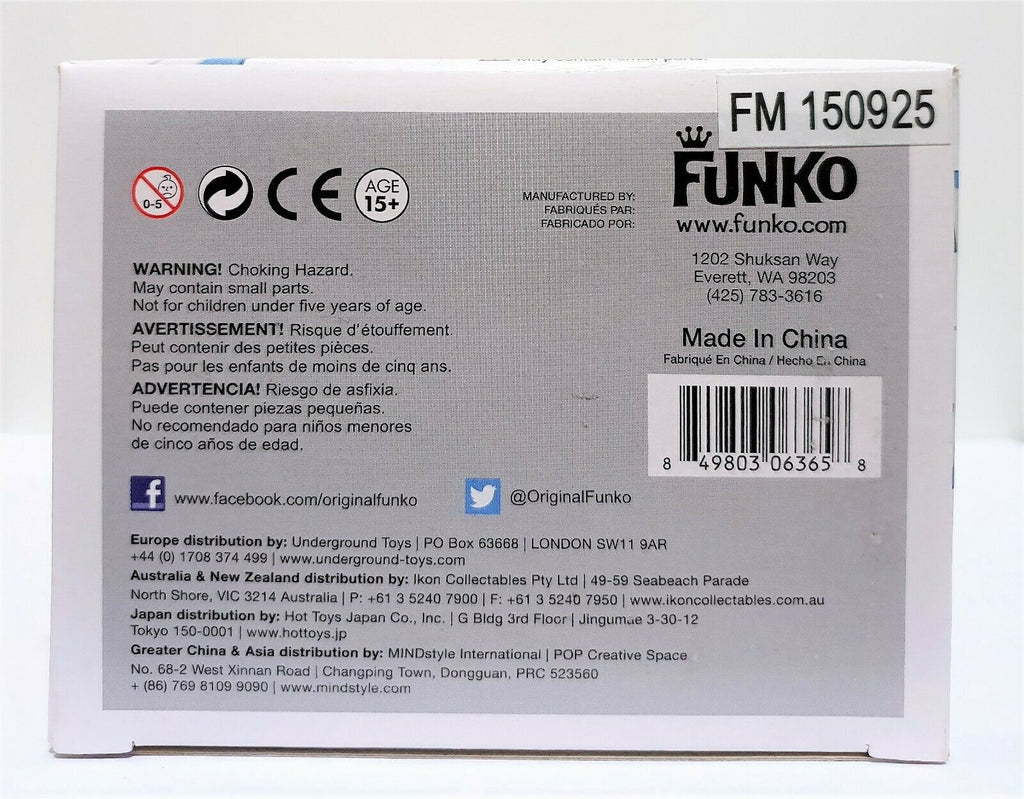 May contain small parts.
FM 150925
0-5
CE
AGE
15+
MANUFACTURED BY:
FABRIQUÉS PAR:
FABRICADO POR:
FUNKO
www.funko.com
1202 Shuksan Way
Everett, WA 98203
(425) 783-3616
Made In China
Fabriqué En China / Hecho En China
8 49803 06365 8
WARNING! Choking Hazard.
May contain small parts.
Not for children under five years of age.
AVERTISSEMENT! Risque d'étouffement.
Peut contenir des petites pièces.
Pas pour les enfants de moins de cinq ans.
ADVERTENCIA! Riesgo de asfixia.
Puede contener piezas pequeñas.
No recomendado para niños menores
de cinco años de edad.
f www.facebook.com/originalfunko
@OriginalFunko
Europe distribution by: Underground Toys | PO Box 63668 | LONDON SW11 9AR
+44 (0) 1708 374 499 | www.underground-toys.com
Australia & New Zealand distribution by: Ikon Collectables Pty Ltd | 49-59 Seabeach Parade
North Shore, VIC 3214 Australia | P: +61 3 5240 7900 | F: +61 3 5240 7950 | www.ikoncollectables.com.au
Japan distribution by: Hot Toys Japan Co., Inc. | G Bldg 3rd Floor | Jingumae 3-30-12
Tokyo 150-0001 | www.hottoys.jp
Greater China & Asia distribution by: MINDstyle International | POP Creative Space
No. 68-2 West Xinnan Road | Changping Town, Dongguan, PRC 523560
+ (86) 769 8109 9090 | www.mindstyle.com